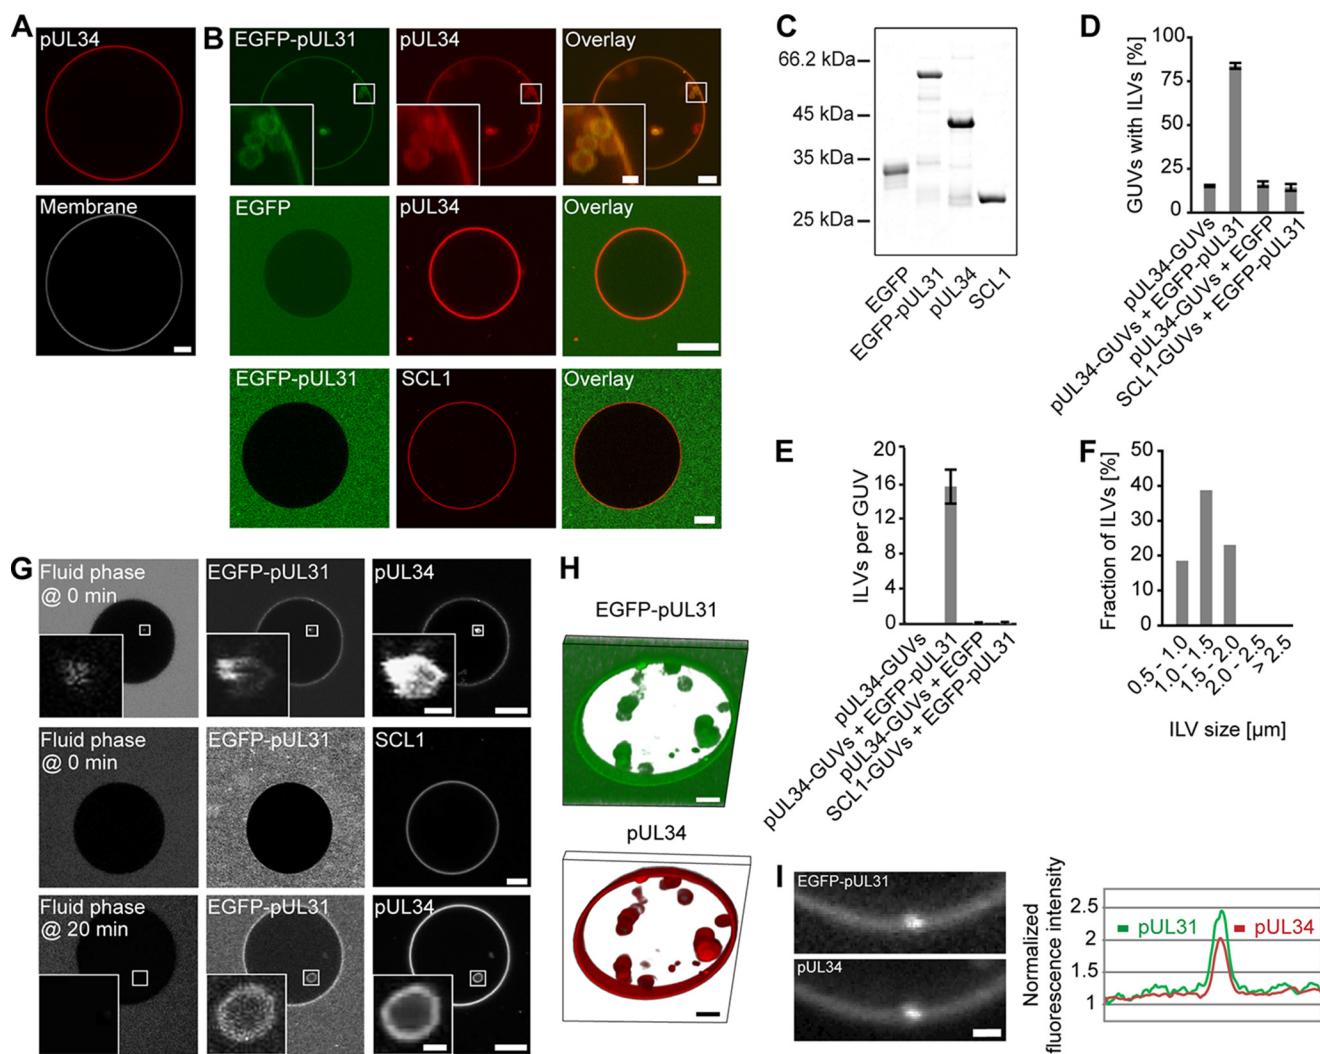 A
pUL34
Membrane
B
EGFP-pUL31
pUL34
Overlay
EGFP
pUL34
Overlay
EGFP-pUL31
SCL1
Overlay
C
66.2 kDa
45 kDa
35 kDa
25 kDa
EGFP
EGFP-pUL31
pUL34
SCL1
D
GUVs with ILVs [%]
100
75
50
25
0
pUL34-GUVs
pUL34-GUVs + EGFP-pUL31
pUL34-GUVs + EGFP
SCL1-GUVs + EGFP-pUL31
E
ILVs per GUV
20
16
12
8
4
0
pUL34-GUVs
pUL34-GUVs + EGFP-pUL31
pUL34-GUVs + EGFP
SCL1-GUVs + EGFP-pUL31
F
Fraction of ILVs [%]
50
40
30
20
10
0
0.5 - 1.0
1.0 - 1.5
1.5 - 2.0
2.0 - 2.5
> 2.5
ILV size [µm]
G
Fluid phase
@ 0 min
EGFP-pUL31
pUL34
Fluid phase
@ 0 min
EGFP-pUL31
SCL1
Fluid phase
@ 20 min
EGFP-pUL31
pUL34
H
EGFP-pUL31
pUL34
I
EGFP-pUL31
pUL34
Normalized
fluorescence intensity
2.5
2
1.5
1
pUL31
pUL34